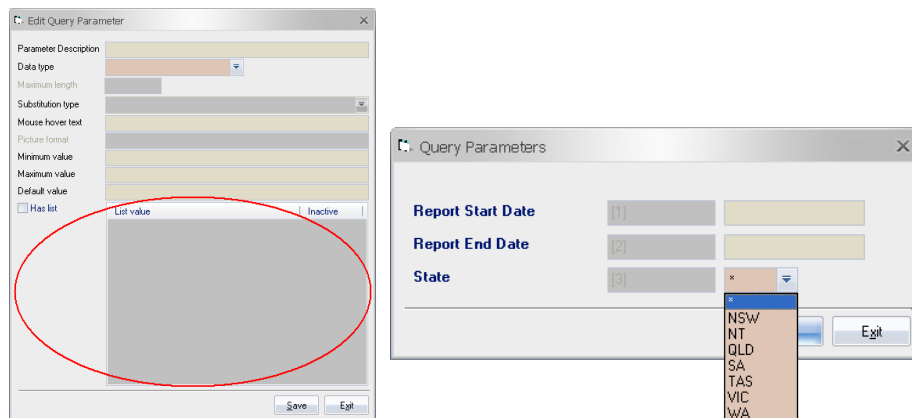 Edit Query Parameter
Parameter Description
Data type
Maximum length
Substitution type
Mouse hover text
Picture format
Minimum value
Maximum value
Default value
Has list
List value Inactive
Save Exit
Query Parameters
Report Start Date [1]
Report End Date [2]
State [3] *
*
NSW
NT
QLD
SA
TAS
VIC
WA
Exit